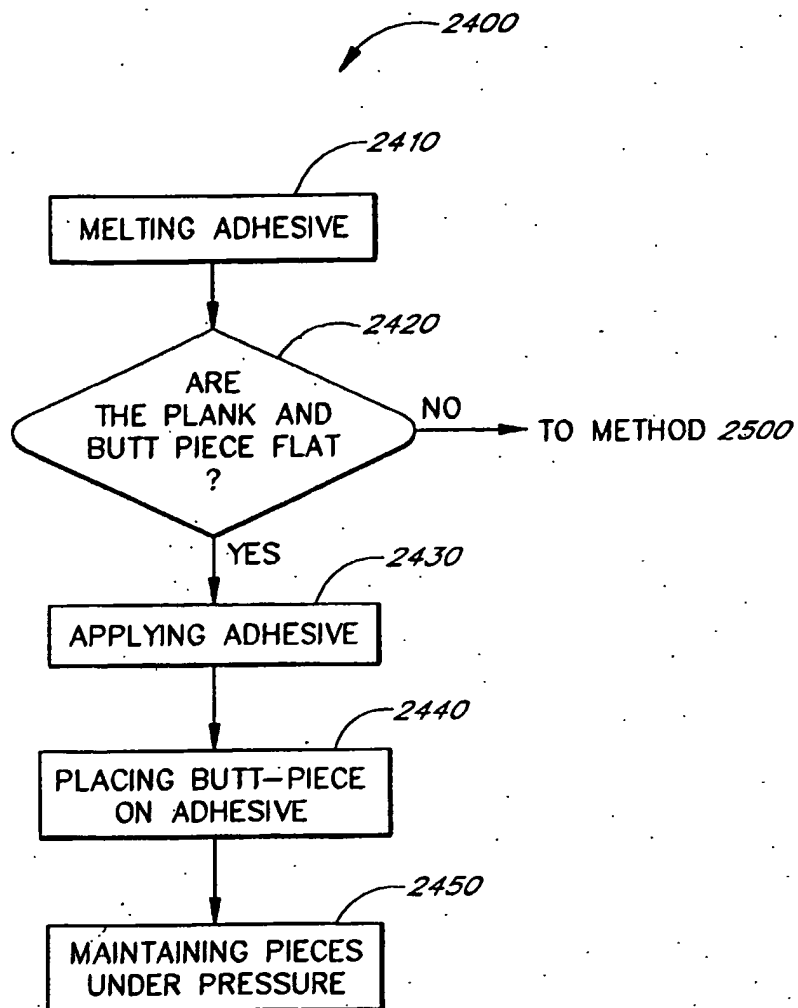 2400
2410
MELTING ADHESIVE
2420
ARE
THE PLANK AND
BUTT PIECE FLAT
?
NO
TO METHOD 2500
YES
2430
APPLYING ADHESIVE
2440
PLACING BUTT-PIECE
ON ADHESIVE
2450
MAINTAINING PIECES
UNDER PRESSURE